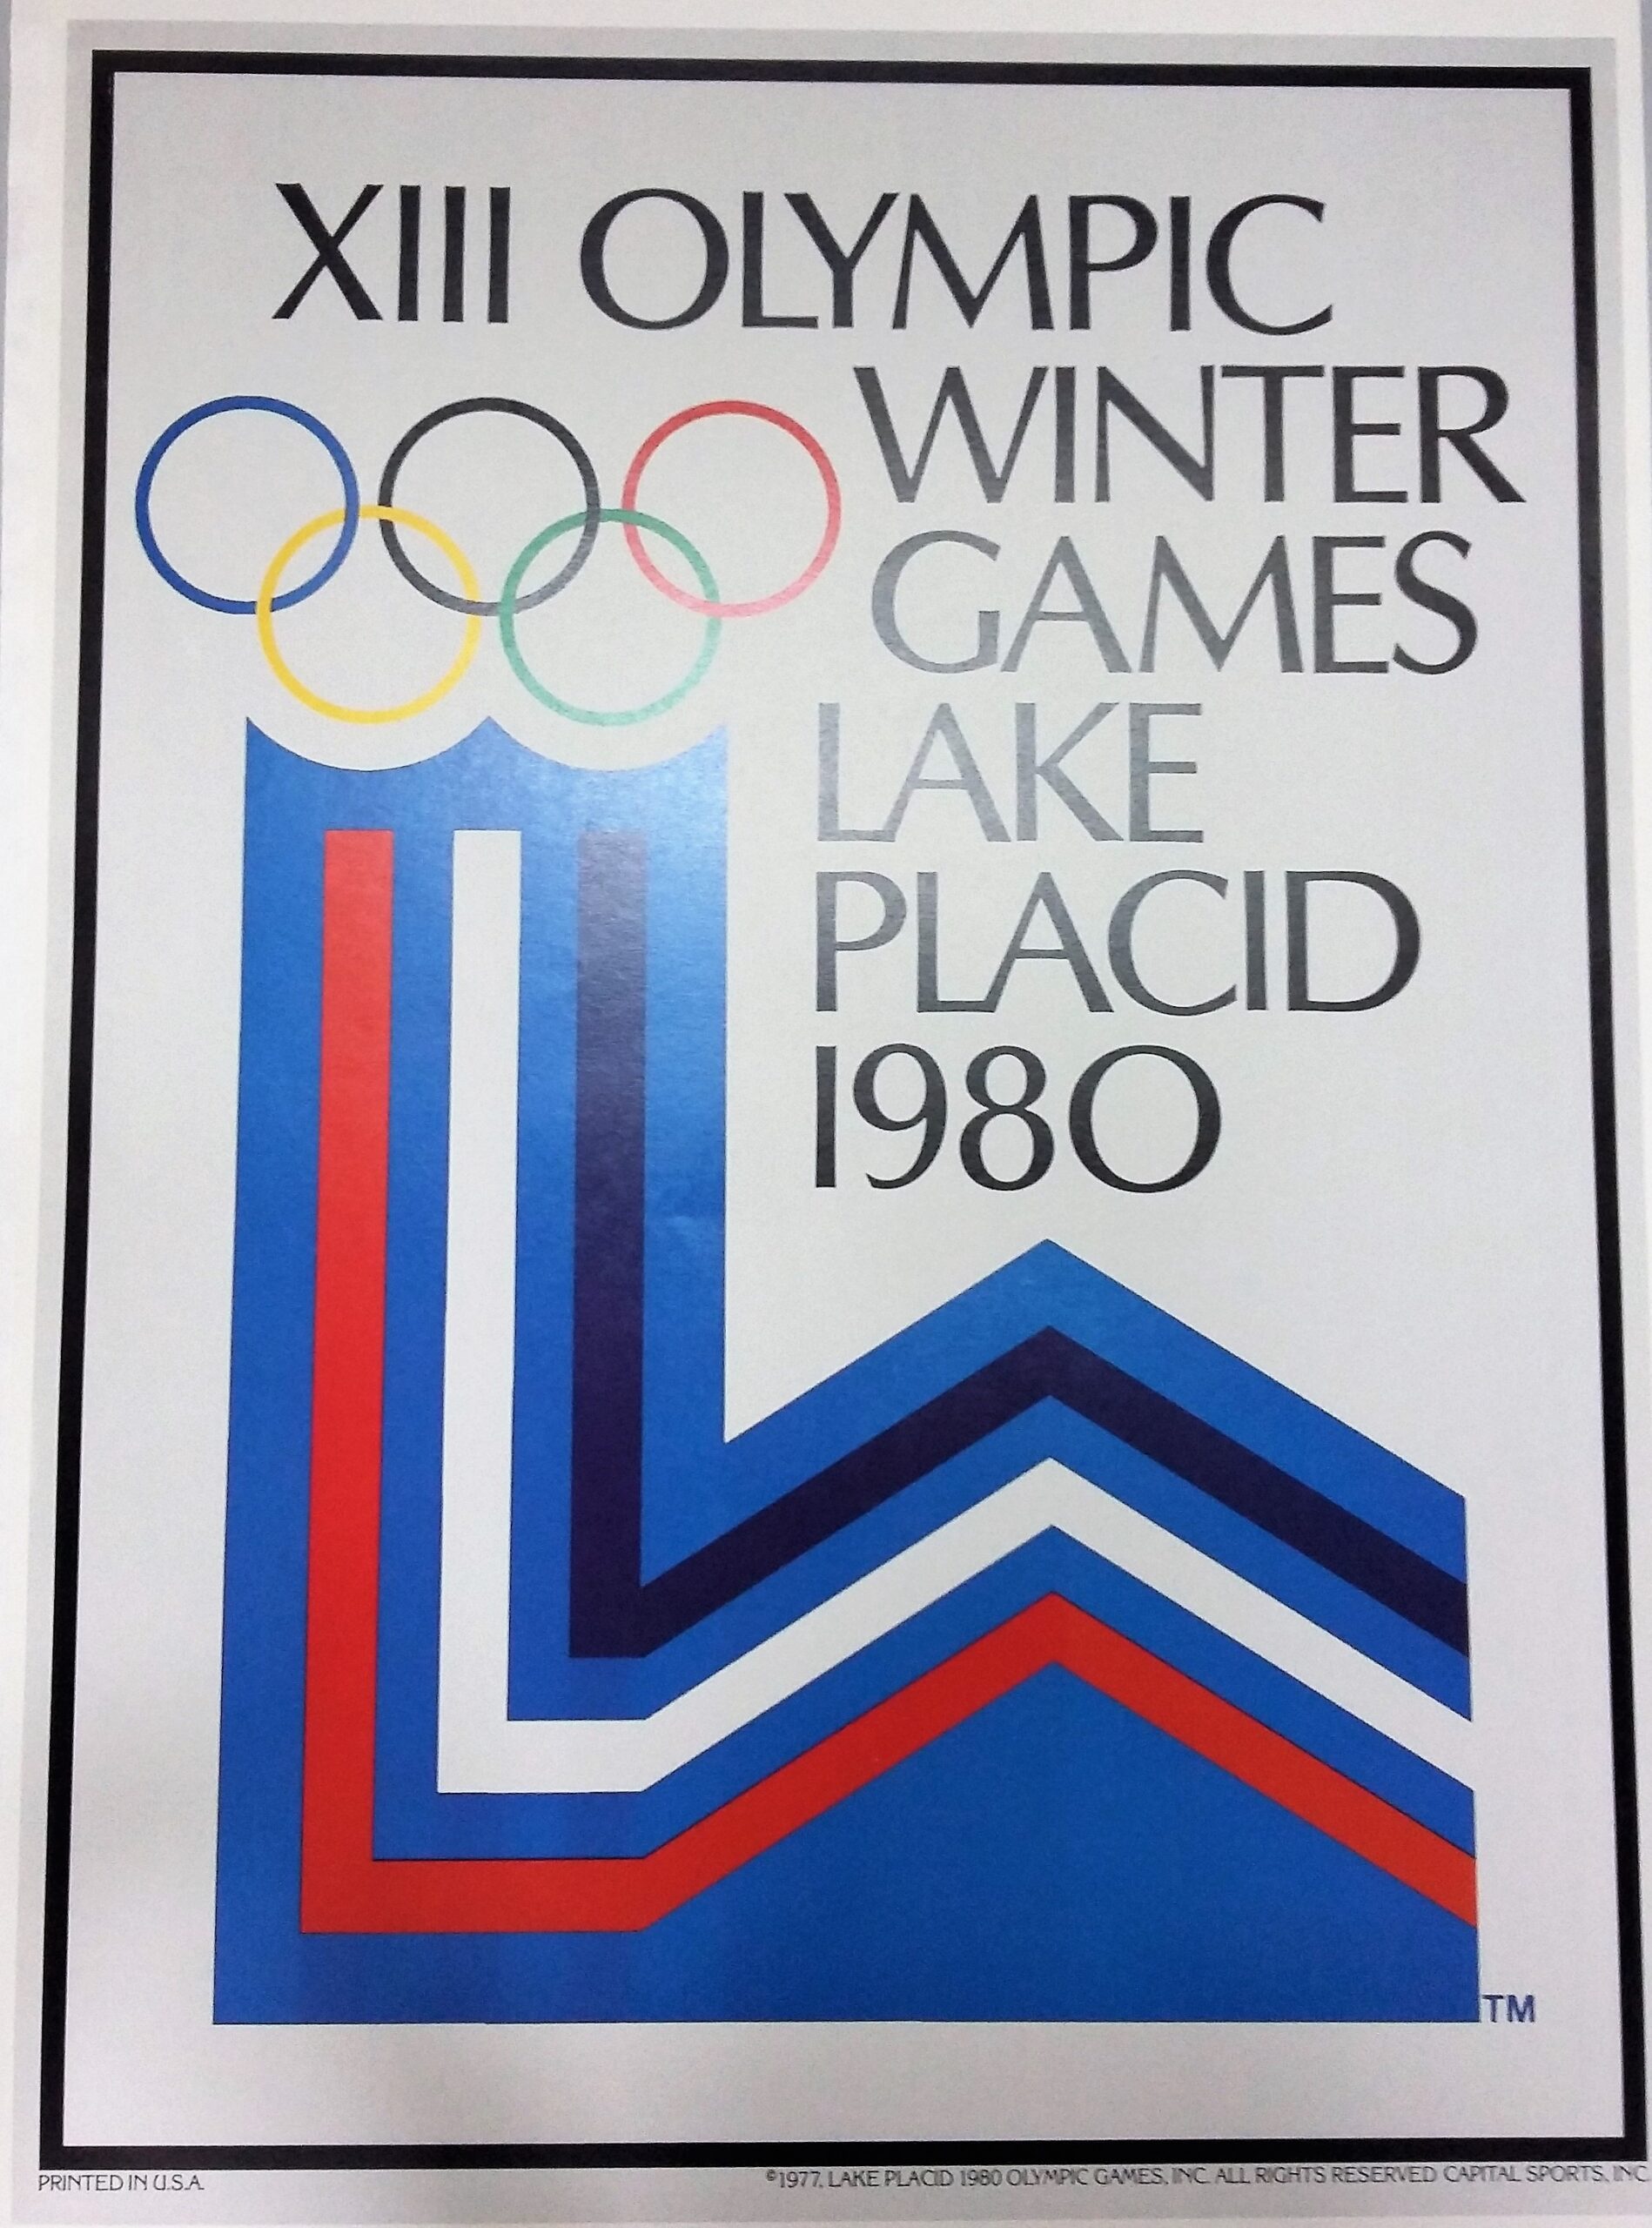 XIII OLYMPIC
WINTER
GAMES
LAKE
PLACID
1980
TM
PRINTED IN U.S.A.
©1977, LAKE PLACID 1980 OLYMPIC GAMES, INC. ALL RIGHTS RESERVED CAPITAL SPORTS, INC